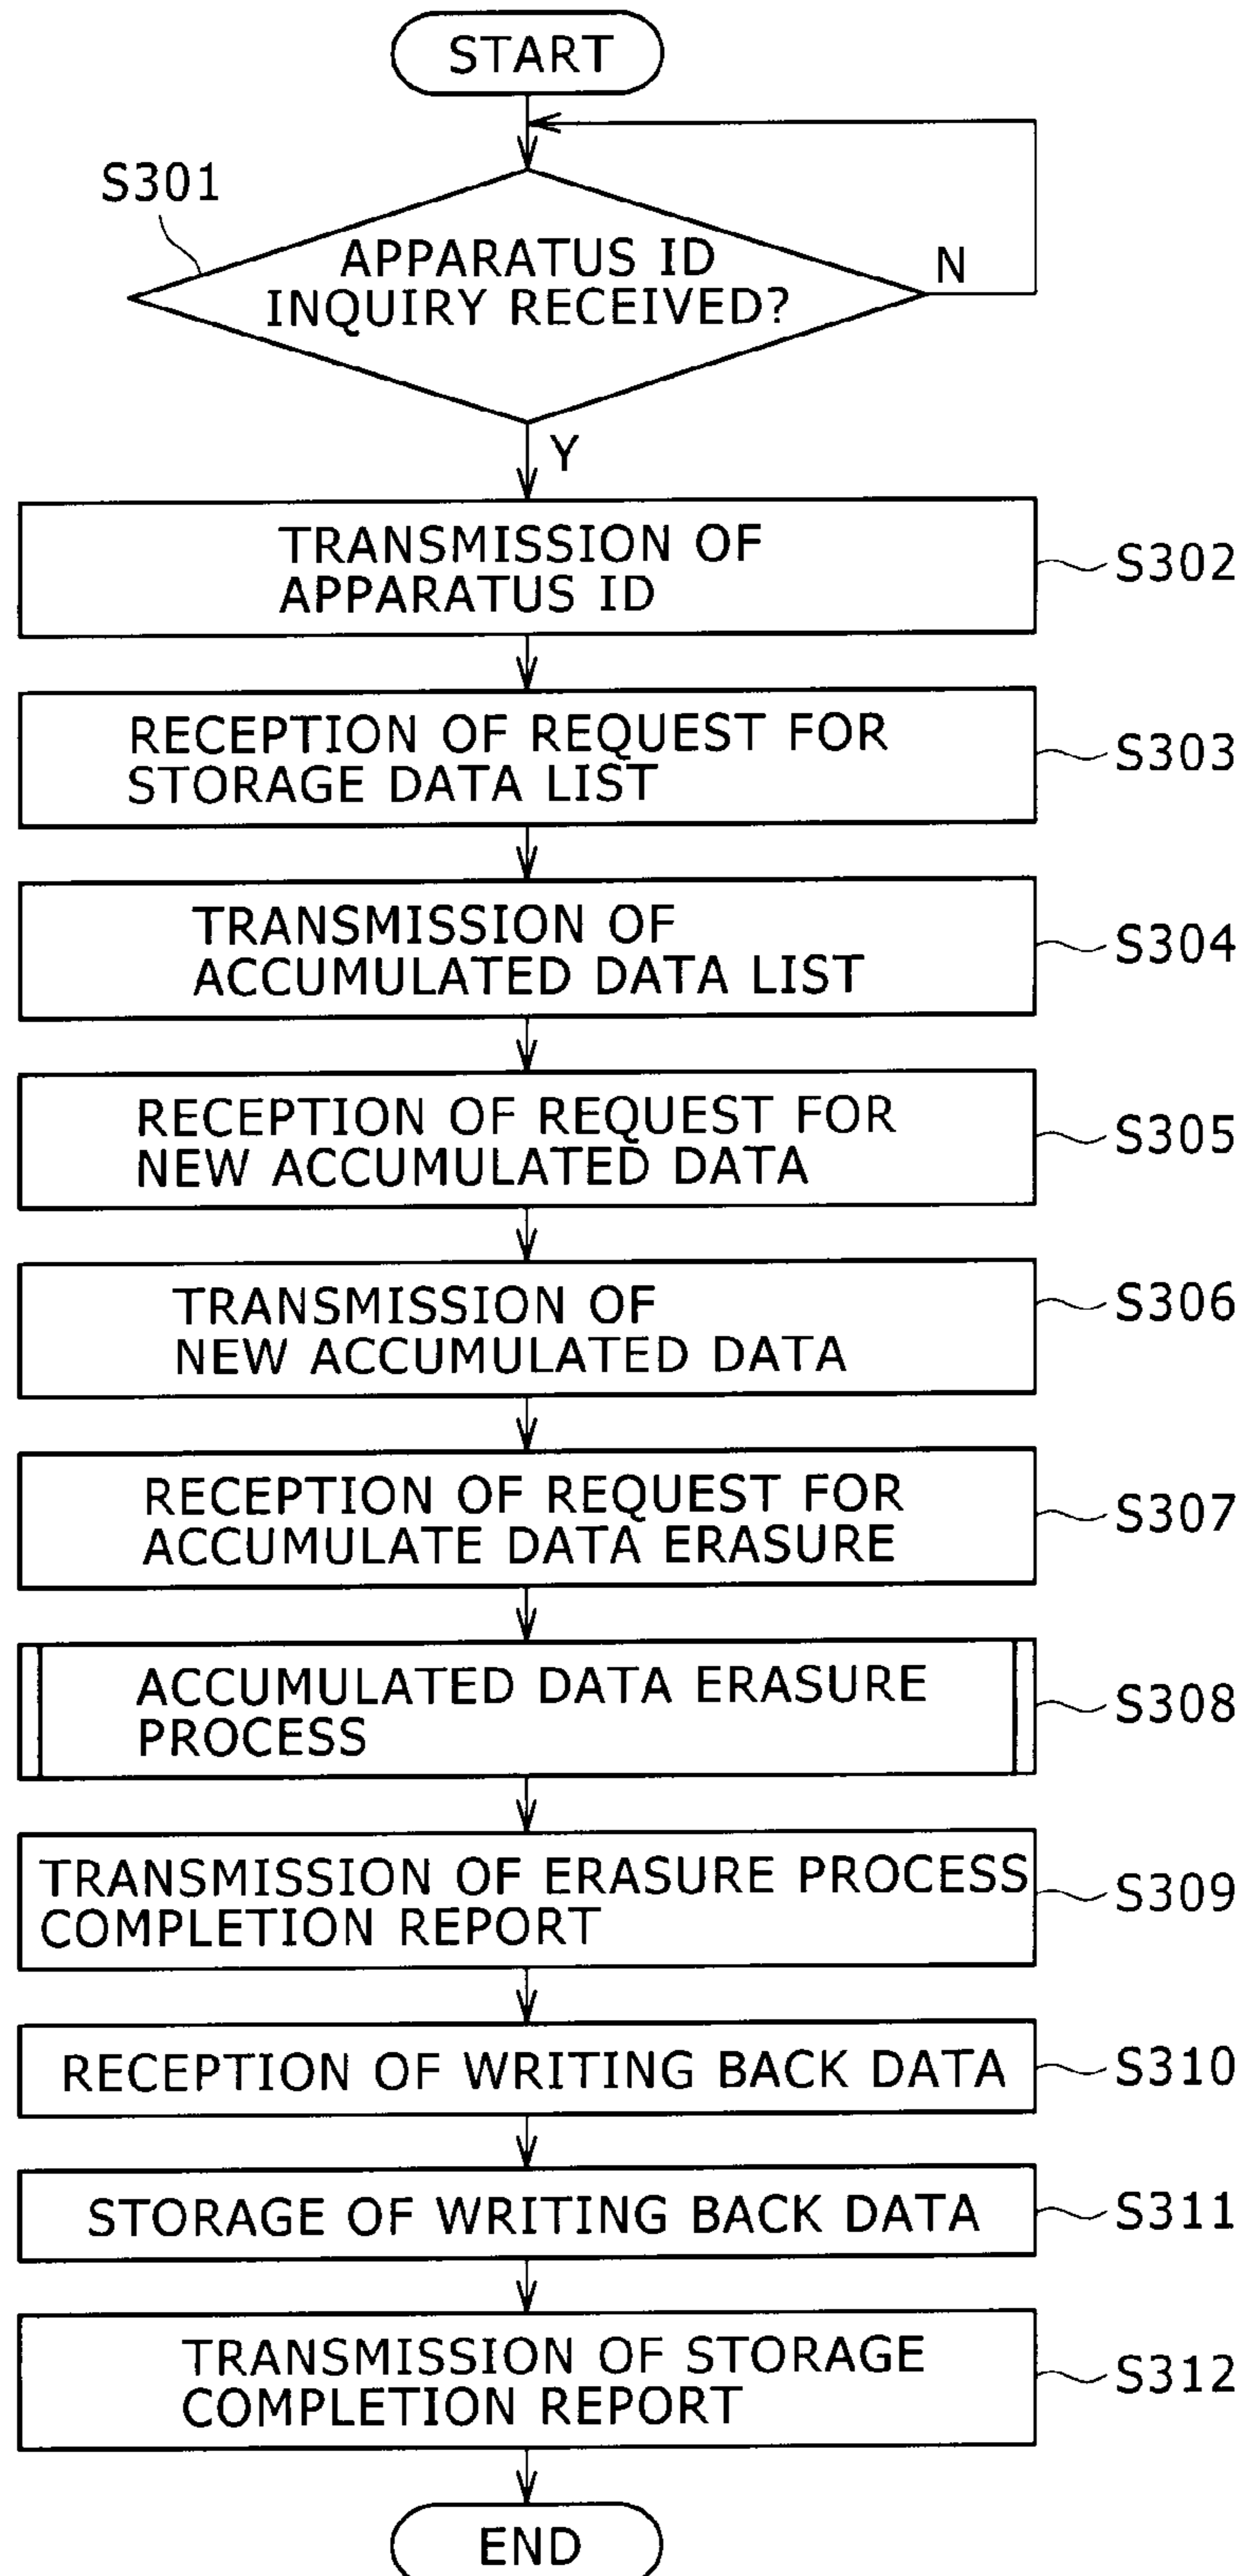 START
S301
APPARATUS ID
INQUIRY RECEIVED?
N
Y
TRANSMISSION OF
APPARATUS ID
S302
RECEPTION OF REQUEST FOR
STORAGE DATA LIST
S303
TRANSMISSION OF
ACCUMULATED DATA LIST
S304
RECEPTION OF REQUEST FOR
NEW ACCUMULATED DATA
S305
TRANSMISSION OF
NEW ACCUMULATED DATA
S306
RECEPTION OF REQUEST FOR
ACCUMULATE DATA ERASURE
S307
ACCUMULATED DATA ERASURE
PROCESS
S308
TRANSMISSION OF ERASURE PROCESS
COMPLETION REPORT
S309
RECEPTION OF WRITING BACK DATA
S310
STORAGE OF WRITING BACK DATA
S311
TRANSMISSION OF STORAGE
COMPLETION REPORT
S312
END